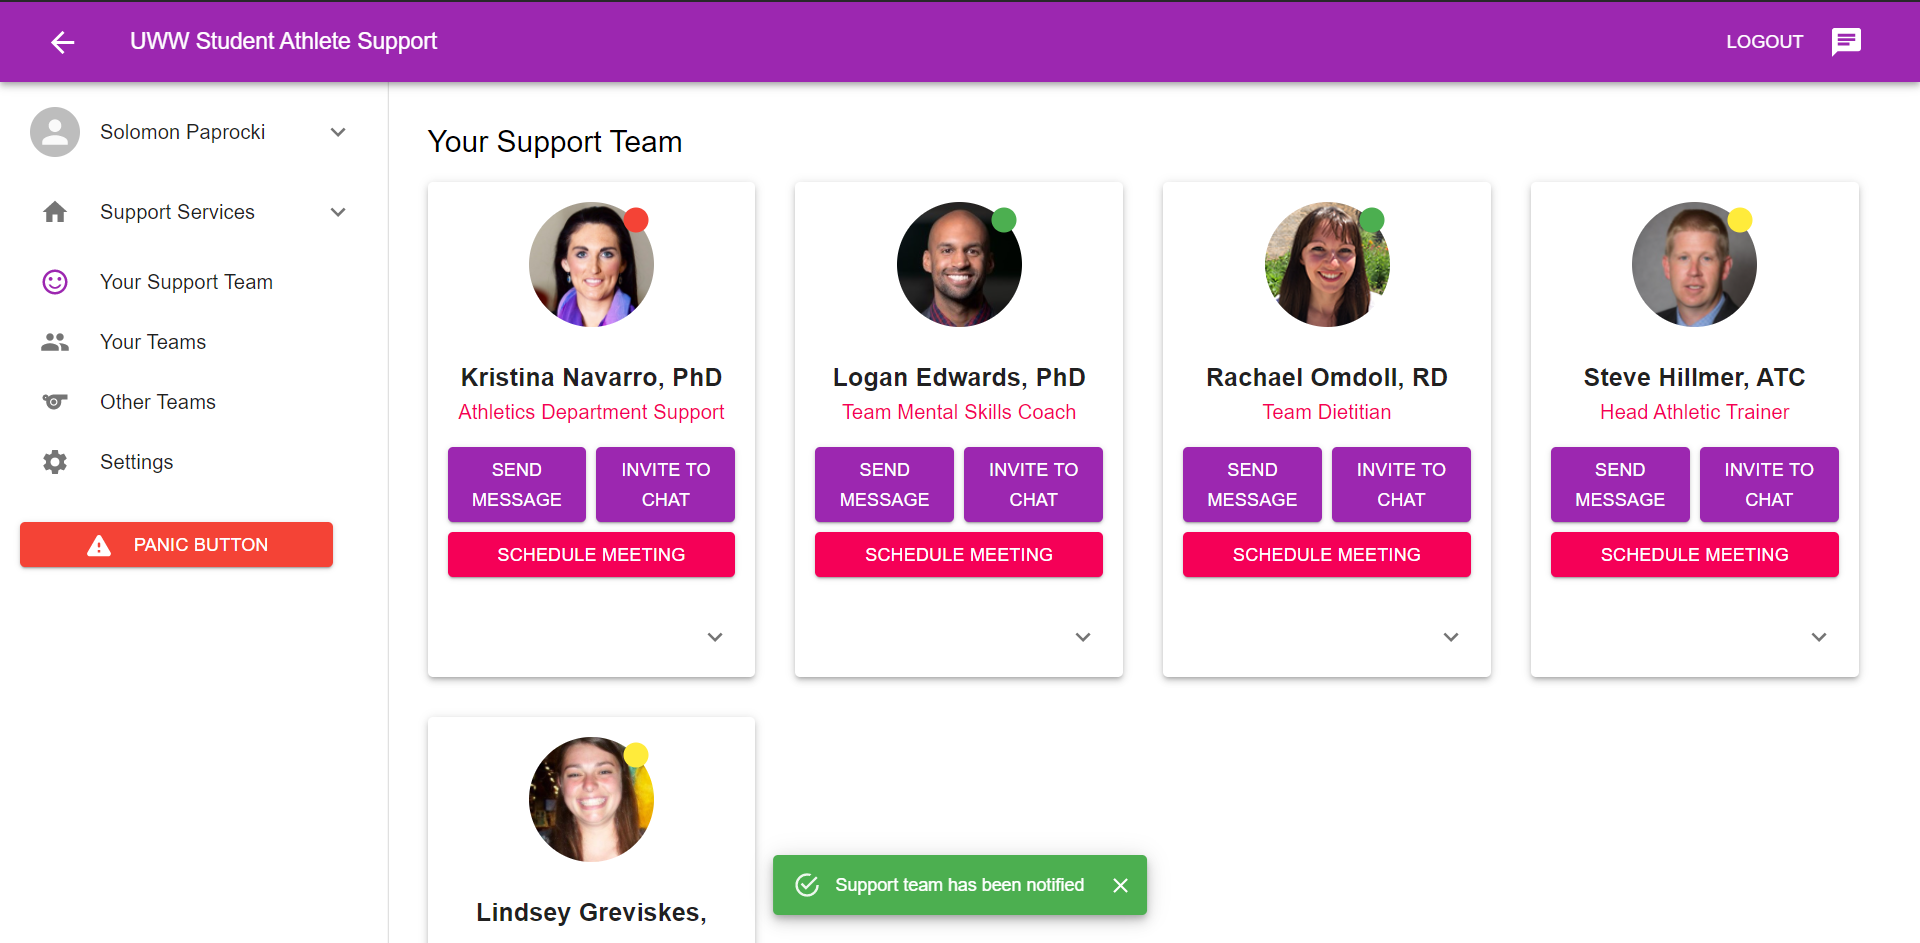 UWW Student Athlete Support
LOGOUT
Solomon Paprocki
Support Services
Your Support Team
Your Teams
Other Teams
Settings
PANIC BUTTON
Your Support Team
Kristina Navarro, PhD
Athletics Department Support
SEND
MESSAGE
INVITE TO
CHAT
SCHEDULE MEETING
Logan Edwards, PhD
Team Mental Skills Coach
SEND
MESSAGE
INVITE TO
CHAT
SCHEDULE MEETING
Rachael Omdoll, RD
Team Dietitian
SEND
MESSAGE
INVITE TO
CHAT
SCHEDULE MEETING
Steve Hillmer, ATC
Head Athletic Trainer
SEND
MESSAGE
INVITE TO
CHAT
SCHEDULE MEETING
Lindsey Greviskes,
Support team has been notified